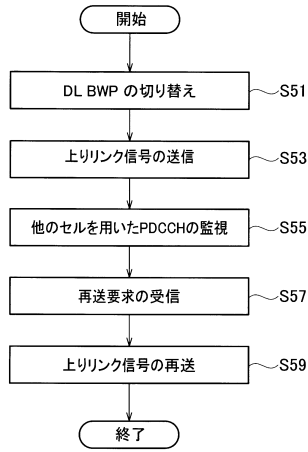 開始
DL BWP の切り替え
S51
上りリンク信号の送信
S53
他のセルを用いたPDCCHの監視
S55
再送要求の受信
S57
上りリンク信号の再送
S59
終了